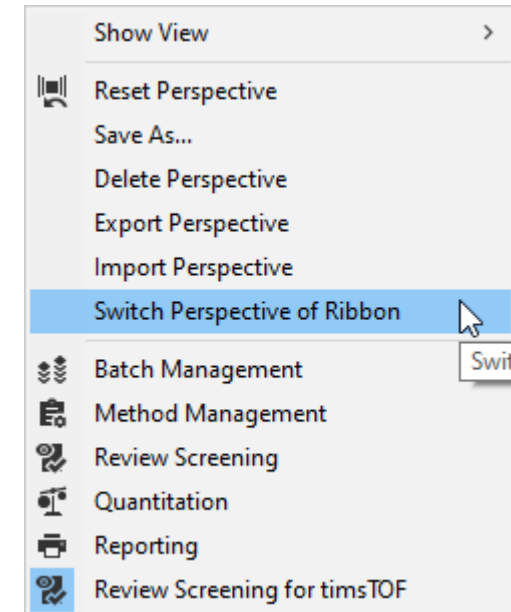 Show View
Reset Perspective
Save As...
Delete Perspective
Export Perspective
Import Perspective
Switch Perspective of Ribbon
Batch Management
Method Management
Review Screening
Quantitation
Reporting
Review Screening for timsTOF